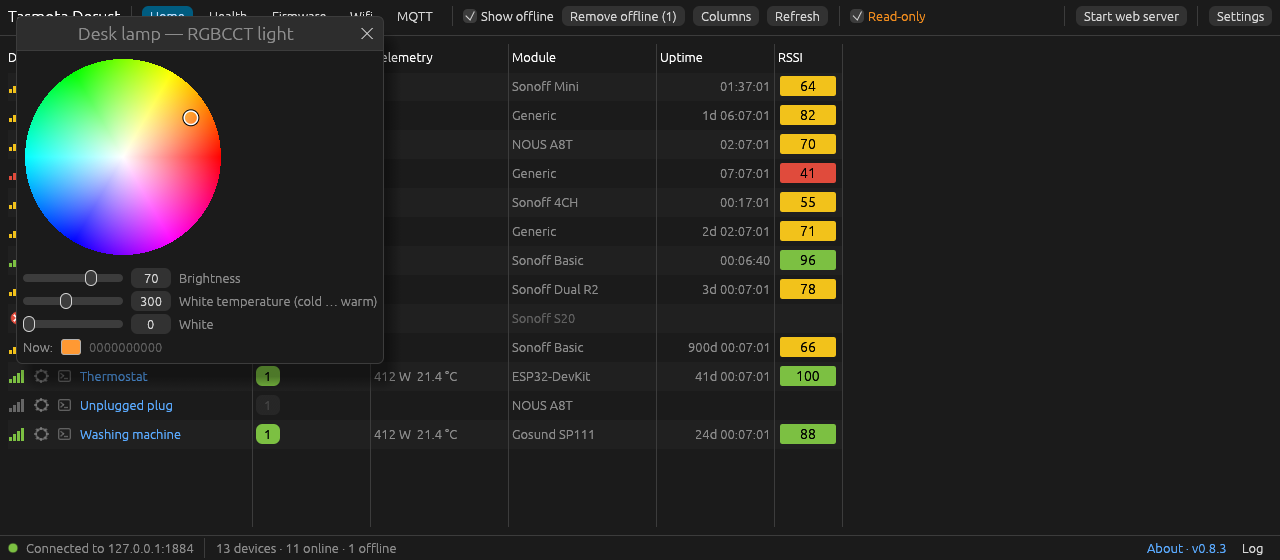 Tasmota Dorust Home Health Firmware Wifi MQTT Show offline Remove offline (1) Columns Refresh Read-only Start web server Settings
Desk lamp — RGBCCT light
Module Uptime RSSI
Sonoff Mini 01:37:01 64
Generic 1d 06:07:01 82
NOUS A8T 02:07:01 70
Generic 07:07:01 41
Sonoff 4CH 00:17:01 55
Generic 2d 02:07:01 71
Sonoff Basic 00:06:40 96
70 Brightness
Sonoff Dual R2 3d 00:07:01 78
300 White temperature (cold … warm)
Sonoff S20
0 White
Now: 0000000000
Sonoff Basic 900d 00:07:01 66
Thermostat 1 412 W 21.4 °C ESP32-DevKit 41d 00:07:01 100
Unplugged plug 1 NOUS A8T
Washing machine 1 412 W 21.4 °C Gosund SP111 24d 00:07:01 88
Connected to 127.0.0.1:1884 13 devices · 11 online · 1 offline About · v0.8.3 Log